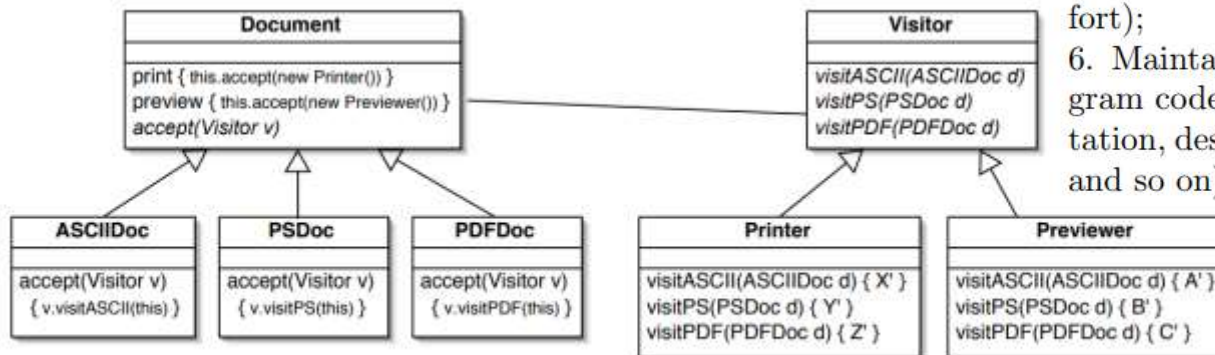 Document
print { this.accept(new Printer()) }
preview { this.accept(new Previewer()) }
accept(Visitor v)
Visitor
visitASCII(ASCIIDoc d)
visitPS(PSDoc d)
visitPDF(PDFDoc d)
fort);
6. Mainta
gram code
tation, des
and so on)
ASCIIDoc
accept(Visitor v)
{ v.visitASCII(this) }
PSDoc
accept(Visitor v)
{ v.visitPS(this) }
PDFDoc
accept(Visitor v)
{ v.visitPDF(this) }
Printer
visitASCII(ASCIIDoc d) { X' }
visitPS(PSDoc d) { Y' }
visitPDF(PDFDoc d) { Z' }
Previewer
visitASCII(ASCIIDoc d) { A' }
visitPS(PSDoc d) { B' }
visitPDF(PDFDoc d) { C' }